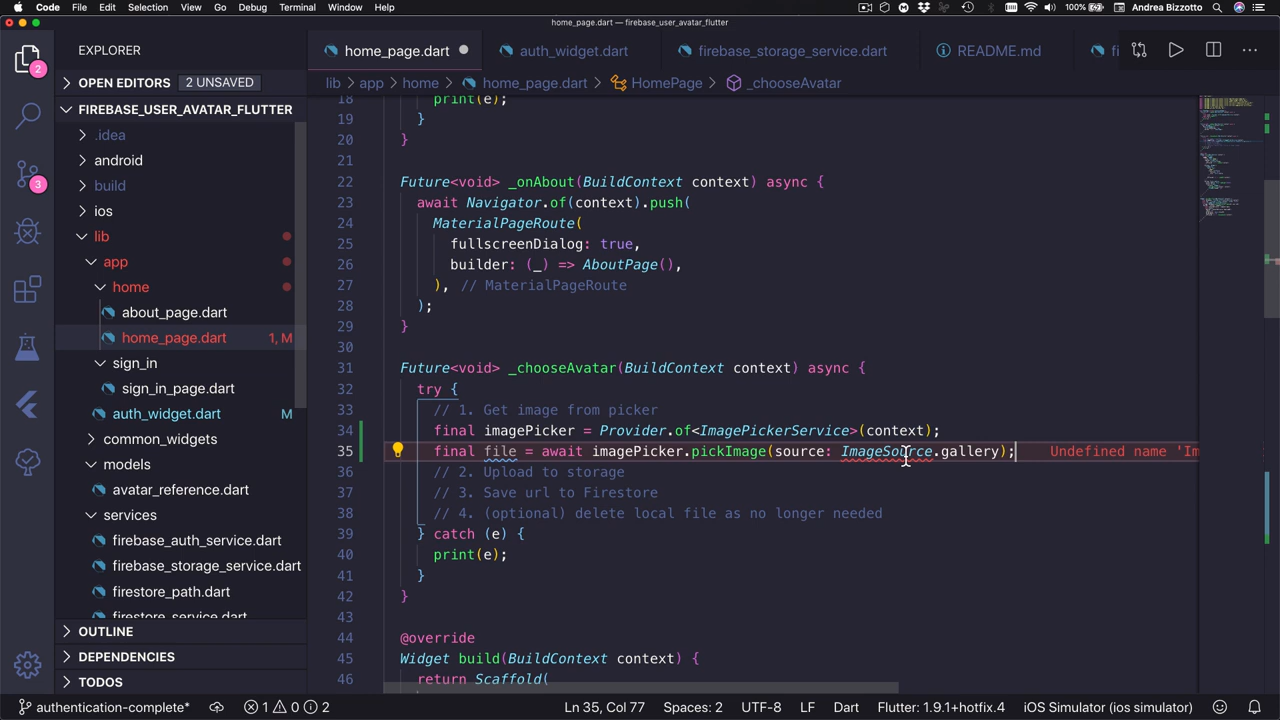 Code File Edit Selection View Go Debug Terminal Window Help 100% Andrea Bizzotto
home_page.dart — firebase_user_avatar_flutter
EXPLORER
home_page.dart auth_widget.dart firebase_storage_service.dart README.md fi
OPEN EDITORS 2 UNSAVED
lib app home home_page.dart HomePage _chooseAvatar
FIREBASE_USER_AVATAR_FLUTTER
.idea
android
build
ios
lib
app
home
about_page.dart
home_page.dart 1, M
sign_in
sign_in_page.dart
auth_widget.dart M
common_widgets
models
avatar_reference.dart
services
firebase_auth_service.dart
firebase_storage_service.dart
firestore_path.dart
firestore_service.dart
OUTLINE
DEPENDENCIES
TODOS
2
3
18 print(e);
19 }
20 }
21
22 Future<void> _onAbout(BuildContext context) async {
23 await Navigator.of(context).push(
24 MaterialPageRoute(
25 fullscreenDialog: true,
26 builder: (_) => AboutPage(),
27 ), // MaterialPageRoute
28 );
29 }
30
31 Future<void> _chooseAvatar(BuildContext context) async {
32 try {
33 // 1. Get image from picker
34 final imagePicker = Provider.of<ImagePickerService>(context);
35 final file = await imagePicker.pickImage(source: ImageSource.gallery); Undefined name 'Im
36 // 2. Upload to storage
37 // 3. Save url to Firestore
38 // 4. (optional) delete local file as no longer needed
39 } catch (e) {
40 print(e);
41 }
42 }
43
44 @override
45 Widget build(BuildContext context) {
46 return Scaffold(
authentication-complete* 1 0 2 Ln 35, Col 77 Spaces: 2 UTF-8 LF Dart Flutter: 1.9.1+hotfix.4 iOS Simulator (ios simulator)